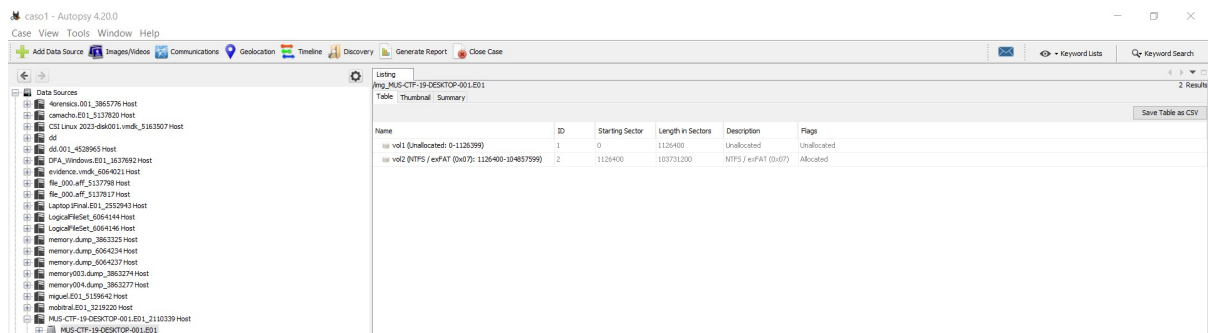 caso1 - Autopsy 4.20.0
Case View Tools Window Help
Add Data Source Images/Videos Communications Geolocation Timeline Discovery Generate Report Close Case Keyword Lists Keyword Search
Data Sources
4orensics.001_3865776 Host
camacho.E01_5137820 Host
CSI Linux 2023-disk001.vmdk_5163507 Host
dd
dd.001_4528965 Host
DFA_Windows.E01_1637692 Host
evidence.vmdk_6064021 Host
file_000.aff_5137798 Host
file_000.aff_5137817 Host
Laptop1Final.E01_2552943 Host
LogicalFileSet_6064144 Host
LogicalFileSet_6064146 Host
memory.dump_3863325 Host
memory.dump_6064234 Host
memory.dump_6064237 Host
memory003.dump_3863274 Host
memory004.dump_3863277 Host
miguel.E01_5159642 Host
mobitral.E01_3219220 Host
MUS-CTF-19-DESKTOP-001.E01_2110339 Host
MUS-CTF-19-DESKTOP-001.E01
Listing
/img_MUS-CTF-19-DESKTOP-001.E01 2 Results
Table Thumbnail Summary
Save Table as CSV
Name ID Starting Sector Length in Sectors Description Flags
vol1 (Unallocated: 0-1126399) 1 0 1126400 Unallocated Unallocated
vol2 (NTFS / exFAT (0x07): 1126400-104857599) 2 1126400 103731200 NTFS / exFAT (0x07) Allocated